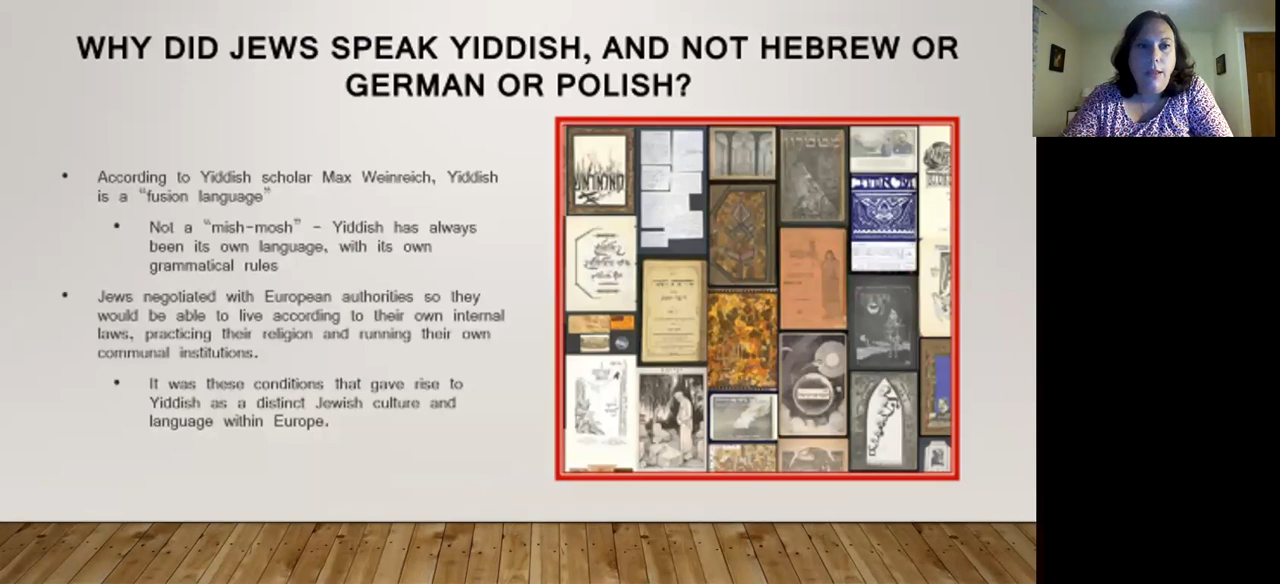 WHY DID JEWS SPEAK YIDDISH, AND NOT HEBREW OR
GERMAN OR POLISH?
• According to Yiddish scholar Max Weinreich, Yiddish
is a “fusion language”
• Not a “mish-mosh” – Yiddish has always
been its own language, with its own
grammatical rules
• Jews negotiated with European authorities so they
would be able to live according to their own internal
laws, practicing their religion and running their own
communal institutions.
• It was these conditions that gave rise to
Yiddish as a distinct Jewish culture and
language within Europe.